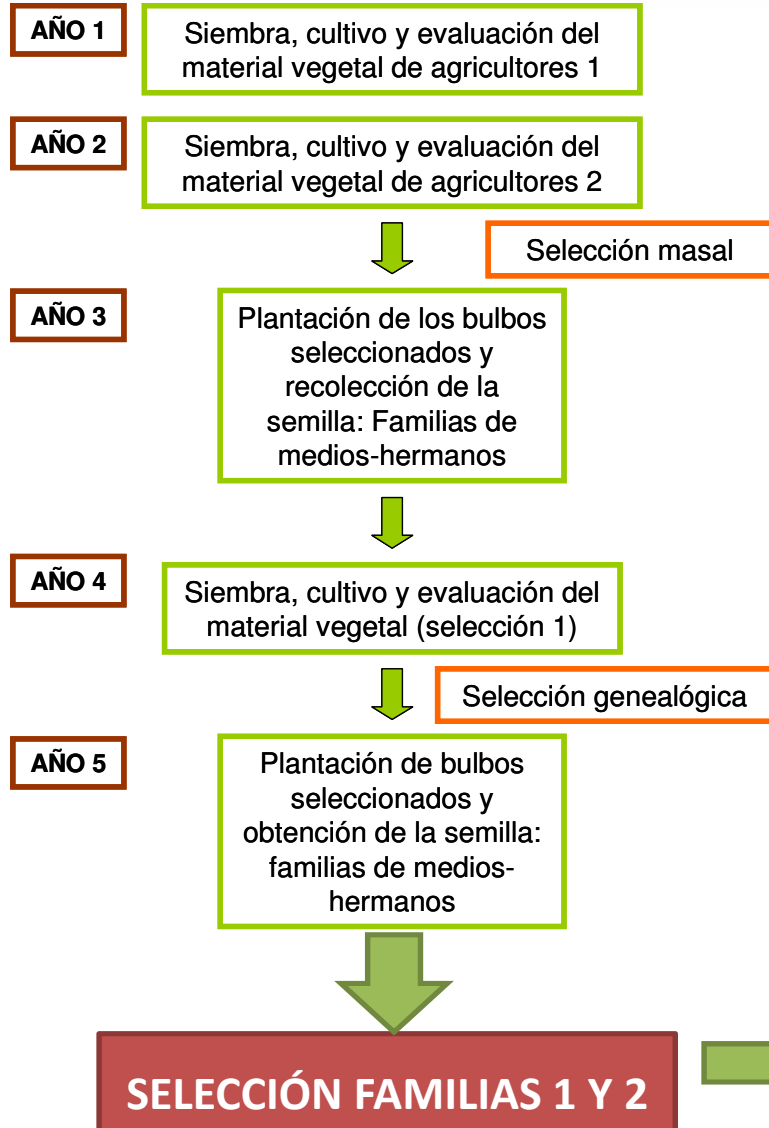 AÑO 1
Siembra, cultivo y evaluación del
material vegetal de agricultores 1
AÑO 2
Siembra, cultivo y evaluación del
material vegetal de agricultores 2
Selección masal
AÑO 3
Plantación de los bulbos
seleccionados y
recolección de la
semilla: Familias de
medios-hermanos
AÑO 4
Siembra, cultivo y evaluación del
material vegetal (selección 1)
Selección genealógica
AÑO 5
Plantación de bulbos
seleccionados y
obtención de la semilla:
familias de medios-
hermanos
SELECCIÓN FAMILIAS 1 Y 2